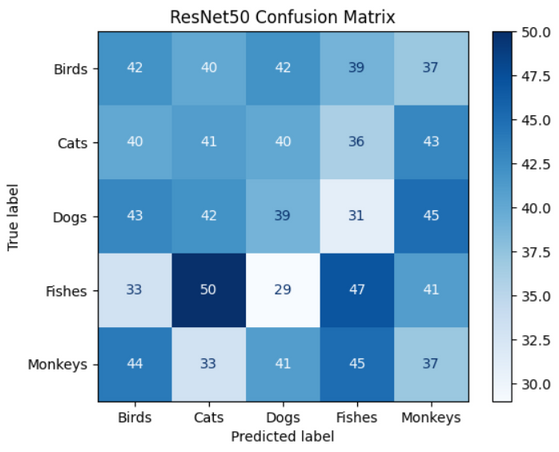 ResNet50 Confusion Matrix
True label
Birds 42 40 42 39 37
Cats 40 41 40 36 43
Dogs 43 42 39 31 45
Fishes 33 50 29 47 41
Monkeys 44 33 41 45 37
Birds Cats Dogs Fishes Monkeys
Predicted label
50.0
47.5
45.0
42.5
40.0
37.5
35.0
32.5
30.0